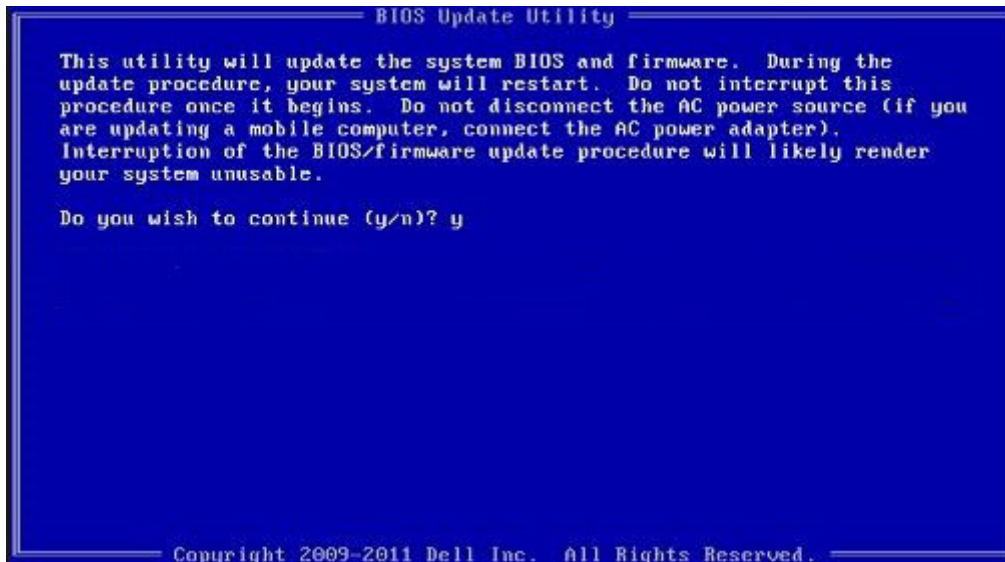 BIOS Update Utility
This utility will update the system BIOS and firmware. During the
update procedure, your system will restart. Do not interrupt this
procedure once it begins. Do not disconnect the AC power source (if you
are updating a mobile computer, connect the AC power adapter).
Interruption of the BIOS/firmware update procedure will likely render
your system unusable.
Do you wish to continue (y/n)? y
Copyright 2009-2011 Dell Inc. All Rights Reserved.